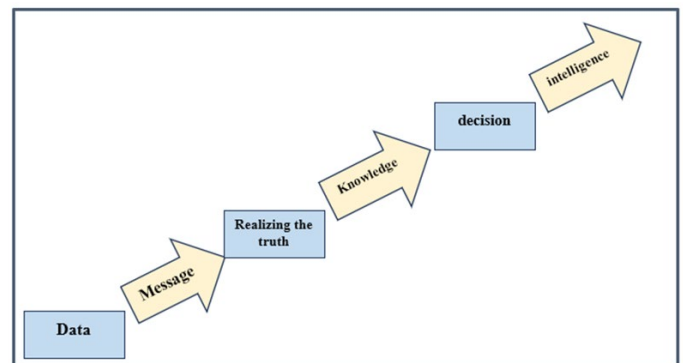 intelligence
decision
Knowledge
Realizing the
truth
Message
Data